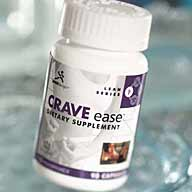 LEAN
SERIES
CRAVE ease
DIETARY SUPPLEMENT
90 CAPSULES